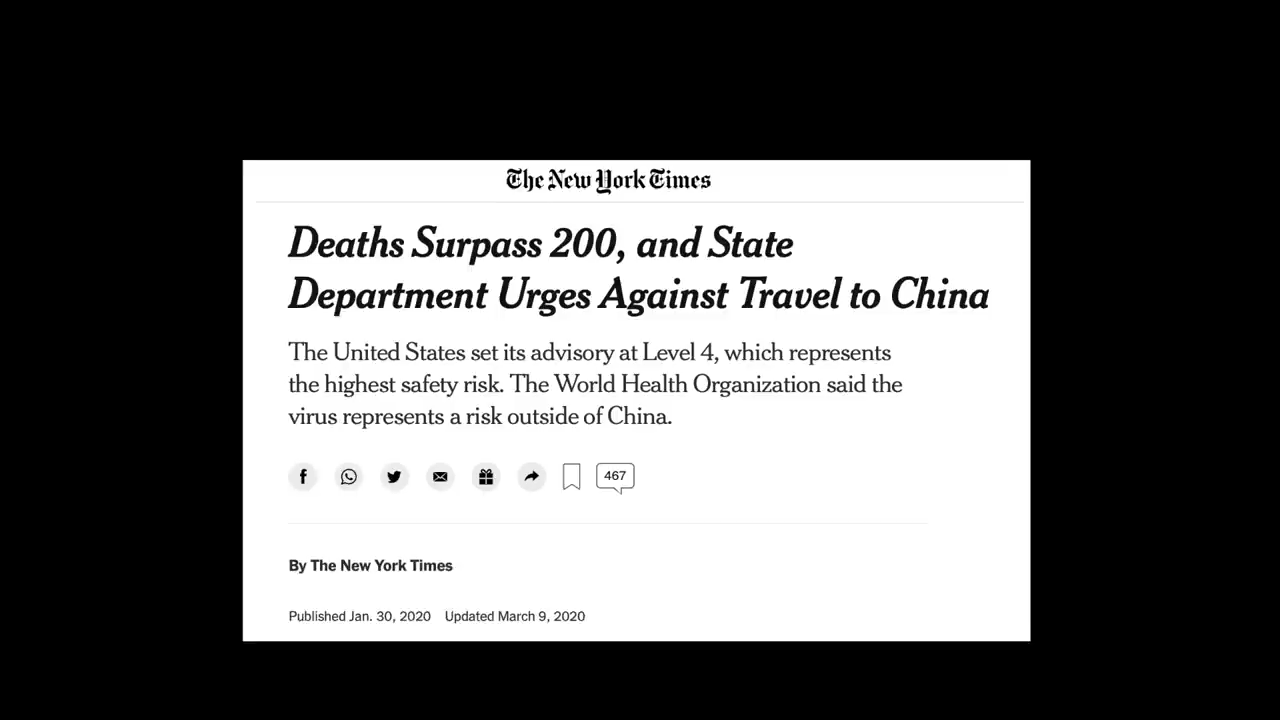 The New York Times
Deaths Surpass 200, and State
Department Urges Against Travel to China
The United States set its advisory at Level 4, which represents
the highest safety risk. The World Health Organization said the
virus represents a risk outside of China.
467
By The New York Times
Published Jan. 30, 2020 Updated March 9, 2020